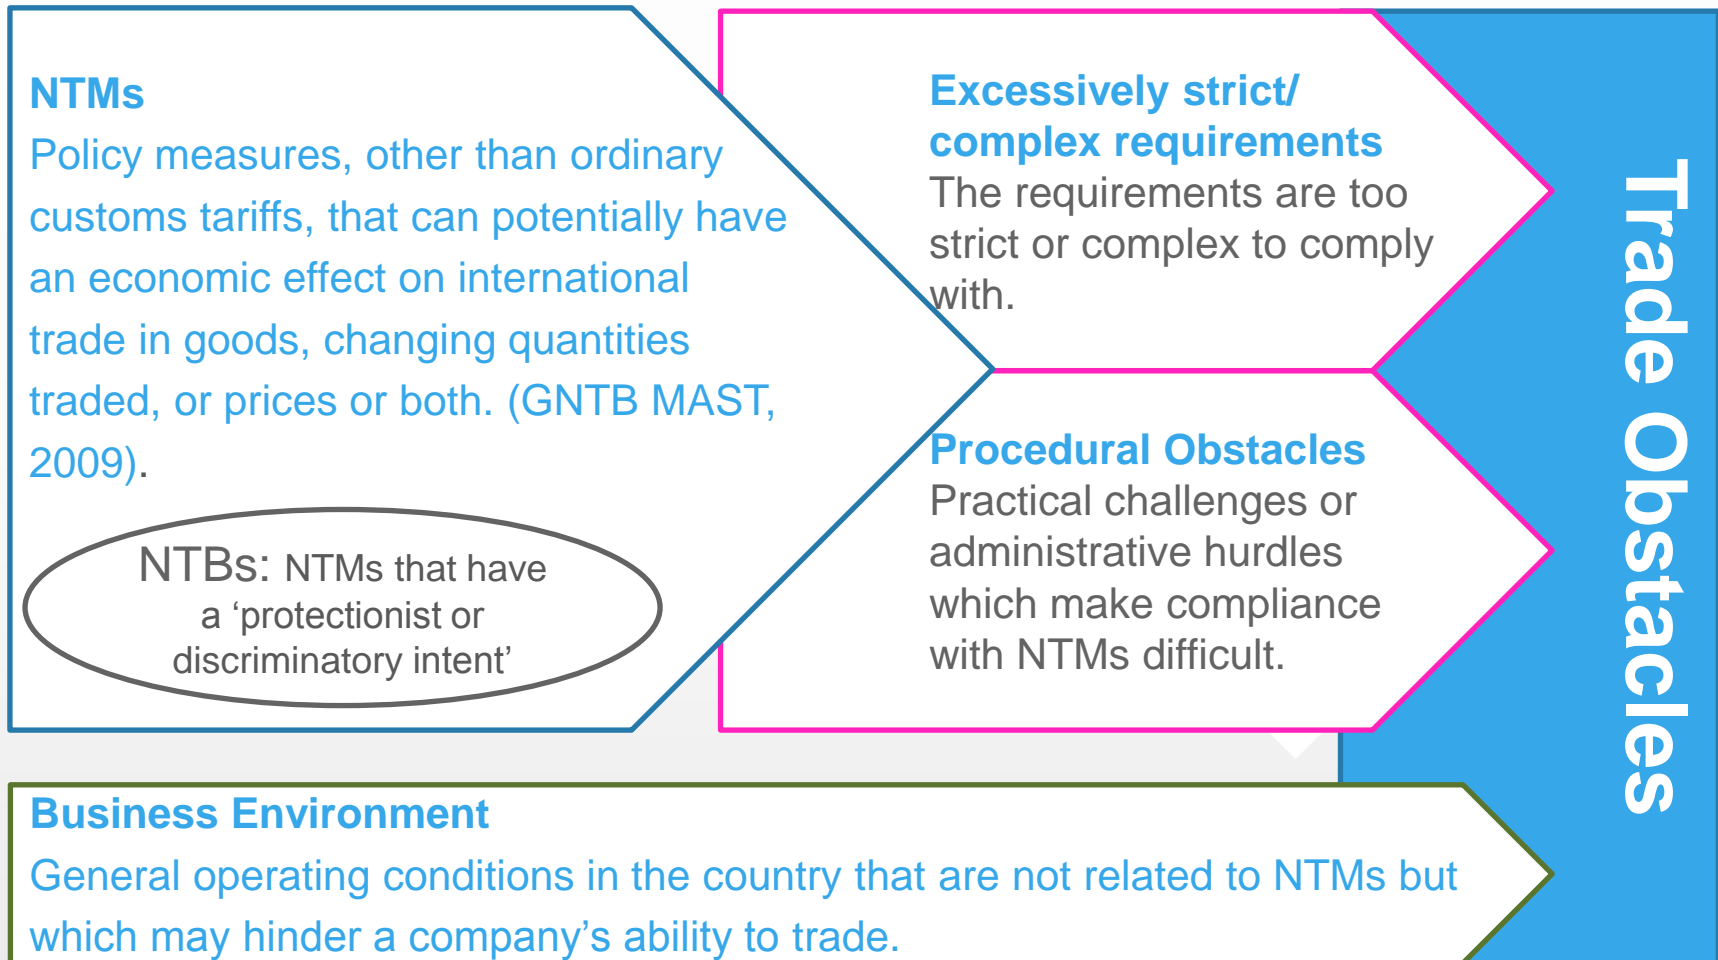 NTMs
Policy measures, other than ordinary
customs tariffs, that can potentially have
an economic effect on international
trade in goods, changing quantities
traded, or prices or both. (GNTB MAST,
2009).
NTBs: NTMs that have
a ‘protectionist or
discriminatory intent’
Excessively strict/
complex requirements
The requirements are too
strict or complex to comply
with.
Procedural Obstacles
Practical challenges or
administrative hurdles
which make compliance
with NTMs difficult.
Trade Obstacles
Business Environment
General operating conditions in the country that are not related to NTMs but
which may hinder a company’s ability to trade.